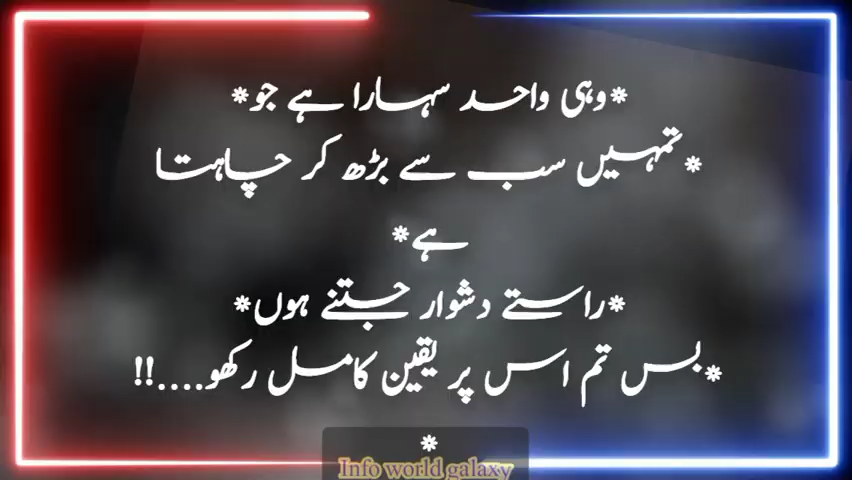 *وہی واحد سہارا ہے جو*
*تمہیں سب سے بڑھ کر چاہتا
ہے*
*راستے دشوار جتنے ہوں*
*بس تم اس پر یقین کامل رکھو....!!
*
Info world galaxy